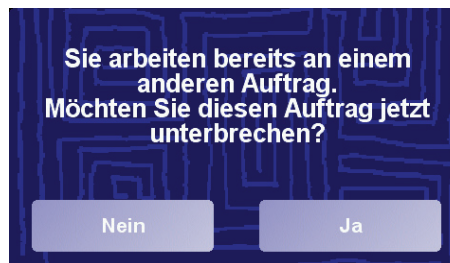 Sie arbeiten bereits an einem
anderen Auftrag.
Möchten Sie diesen Auftrag jetzt
unterbrechen?
Nein
Ja